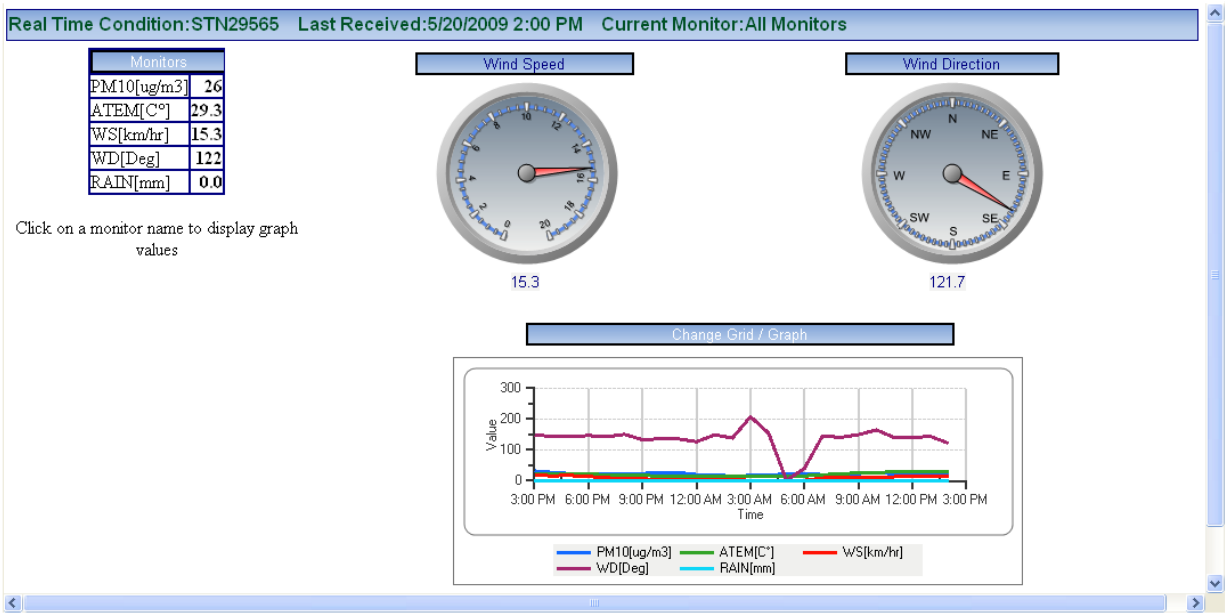 Real Time Condition:STN29565 Last Received:5/20/2009 2:00 PM Current Monitor:All Monitors
Monitors
PM10[ug/m3] 26
ATEM[C°] 29.3
WS[km/hr] 15.3
WD[Deg] 122
RAIN[mm] 0.0
Click on a monitor name to display graph
values
Wind Speed
0 2 4 6 8 10 12 14 16 18 20
15.3
Wind Direction
N
NW NE
W E
SW SE
S
121.7
Change Grid / Graph
300
200
100
0
Value
3:00 PM 6:00 PM 9:00 PM 12:00 AM 3:00 AM 6:00 AM 9:00 AM 12:00 PM 3:00 PM
Time
PM10[ug/m3] ATEM[C°] WS[km/hr]
WD[Deg] RAIN[mm]